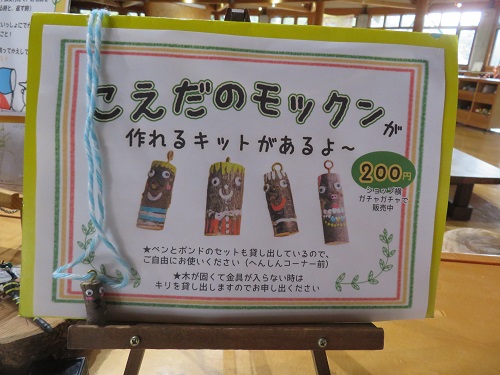 こえだのモックンが
作れるキットがあるよ~
200円
ショップ横
ガチャガチャで
販売中
★ペンとボンドのセットも貸し出しているので、
ご自由にお使いください(へんしんコーナー前)
★木が固くて金具が入らない時は
キリを貸し出しますのでお申し出ください